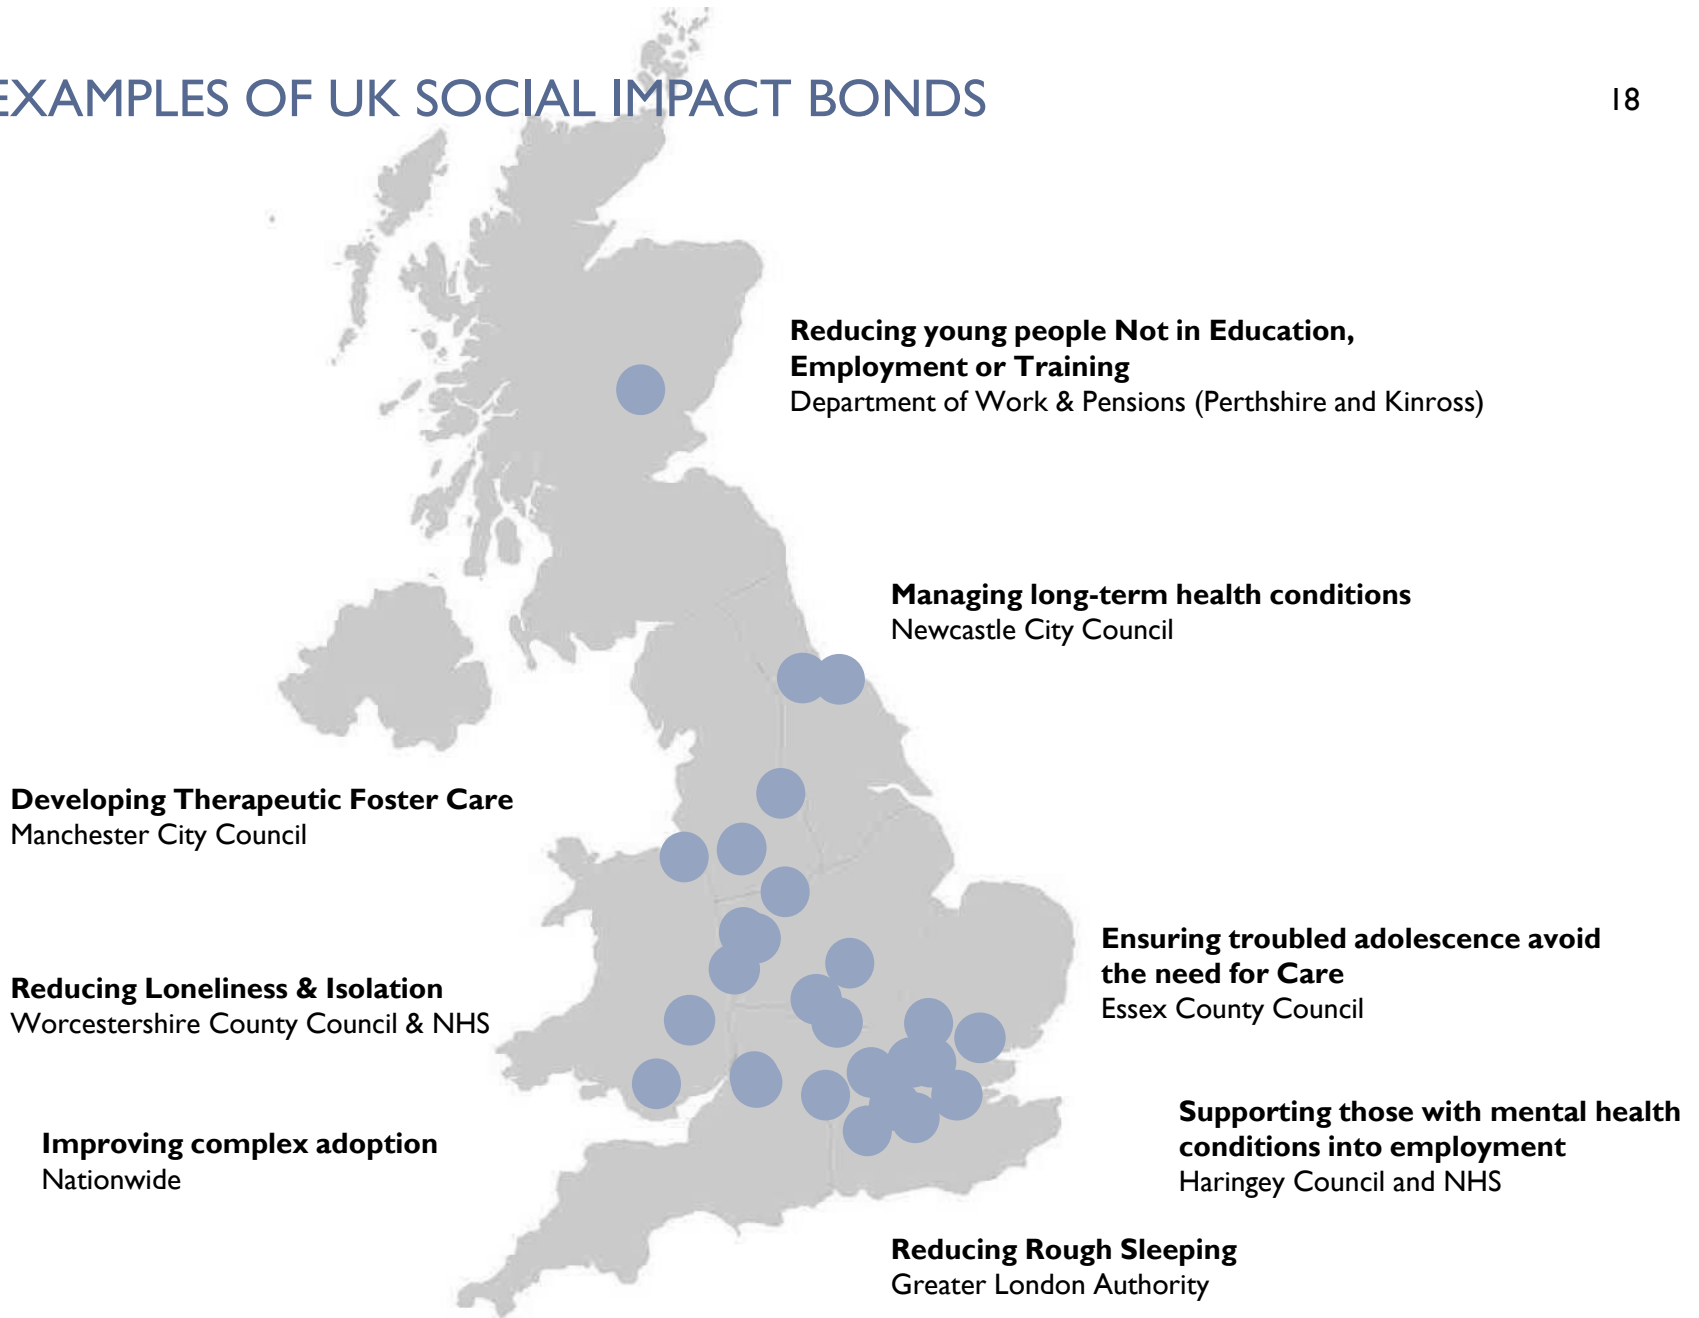 EXAMPLES OF UK SOCIAL IMPACT BONDS
18
Reducing young people Not in Education,
Employment or Training
Department of Work & Pensions (Perthshire and Kinross)
Managing long-term health conditions
Newcastle City Council
Developing Therapeutic Foster Care
Manchester City Council
Ensuring troubled adolescence avoid
the need for Care
Essex County Council
Reducing Loneliness & Isolation
Worcestershire County Council & NHS
Supporting those with mental health
conditions into employment
Haringey Council and NHS
Improving complex adoption
Nationwide
Reducing Rough Sleeping
Greater London Authority